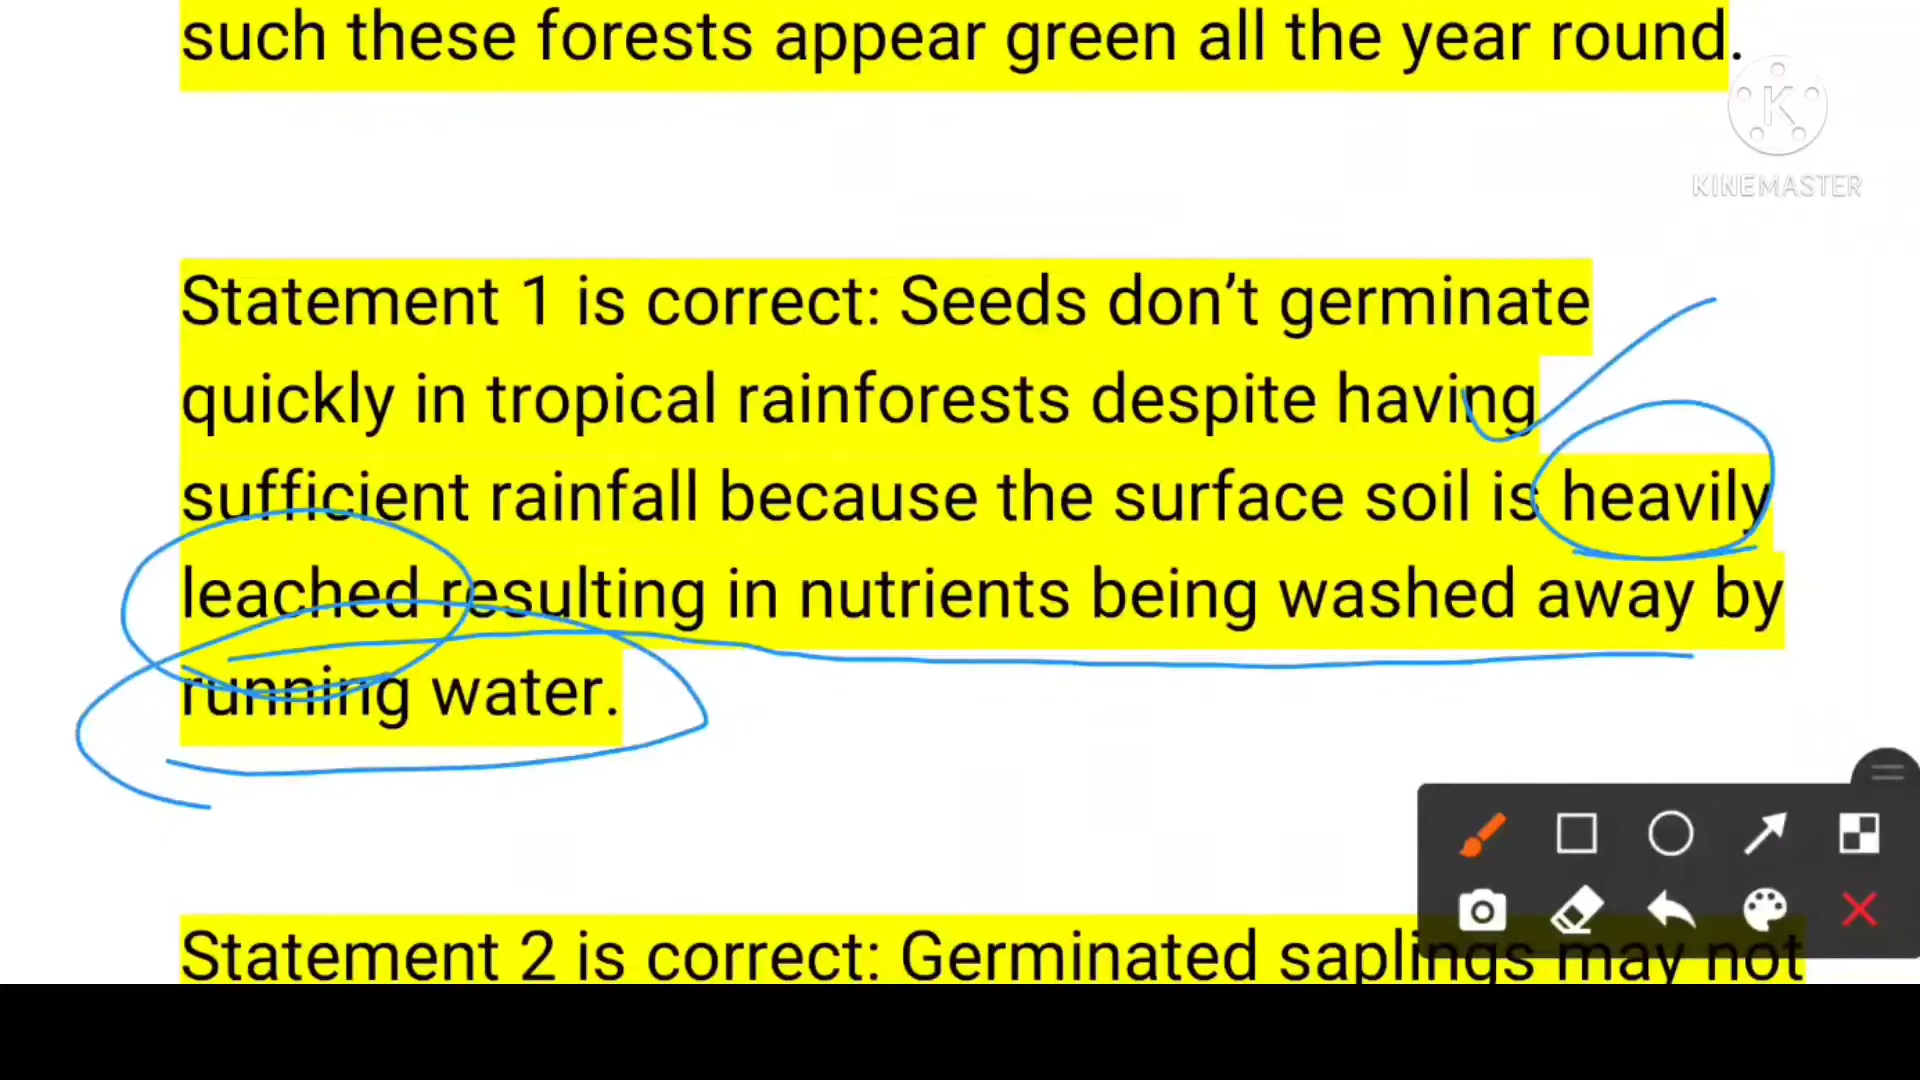 such these forests appear green all the year round.
KINEMASTER
Statement 1 is correct: Seeds don’t germinate
quickly in tropical rainforests despite having
sufficient rainfall because the surface soil is heavily
leached resulting in nutrients being washed away by
running water.
Statement 2 is correct: Germinated saplings may not